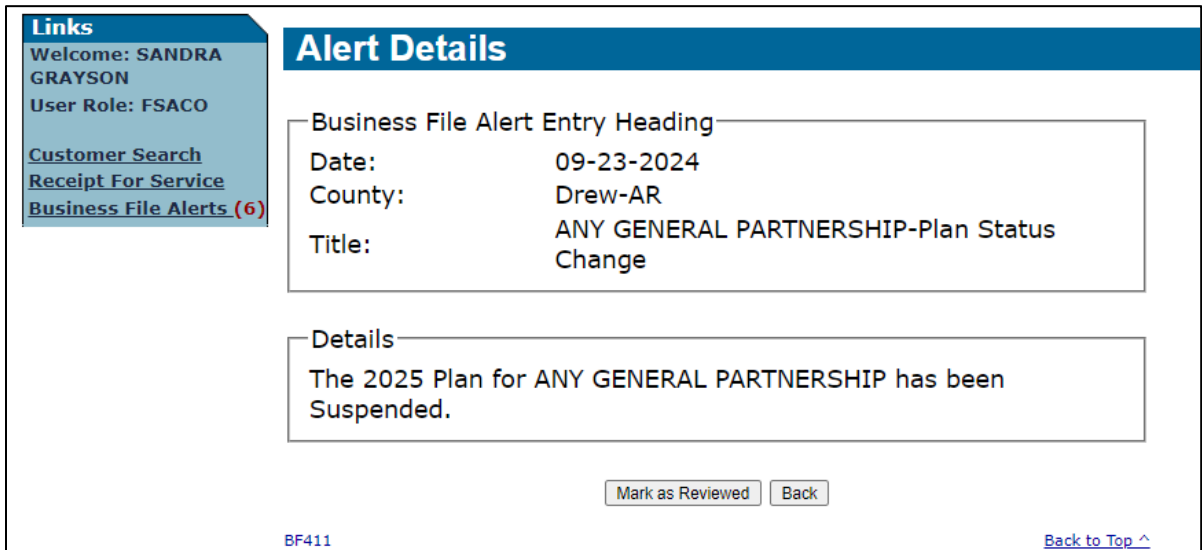 Links
Welcome: SANDRA
GRAYSON
User Role: FSACO
Customer Search
Receipt For Service
Business File Alerts (6)
Alert Details
Business File Alert Entry Heading
Date: 09-23-2024
County: Drew-AR
Title: ANY GENERAL PARTNERSHIP-Plan Status
Change
Details
The 2025 Plan for ANY GENERAL PARTNERSHIP has been
Suspended.
Mark as Reviewed Back
BF411 Back to Top ^